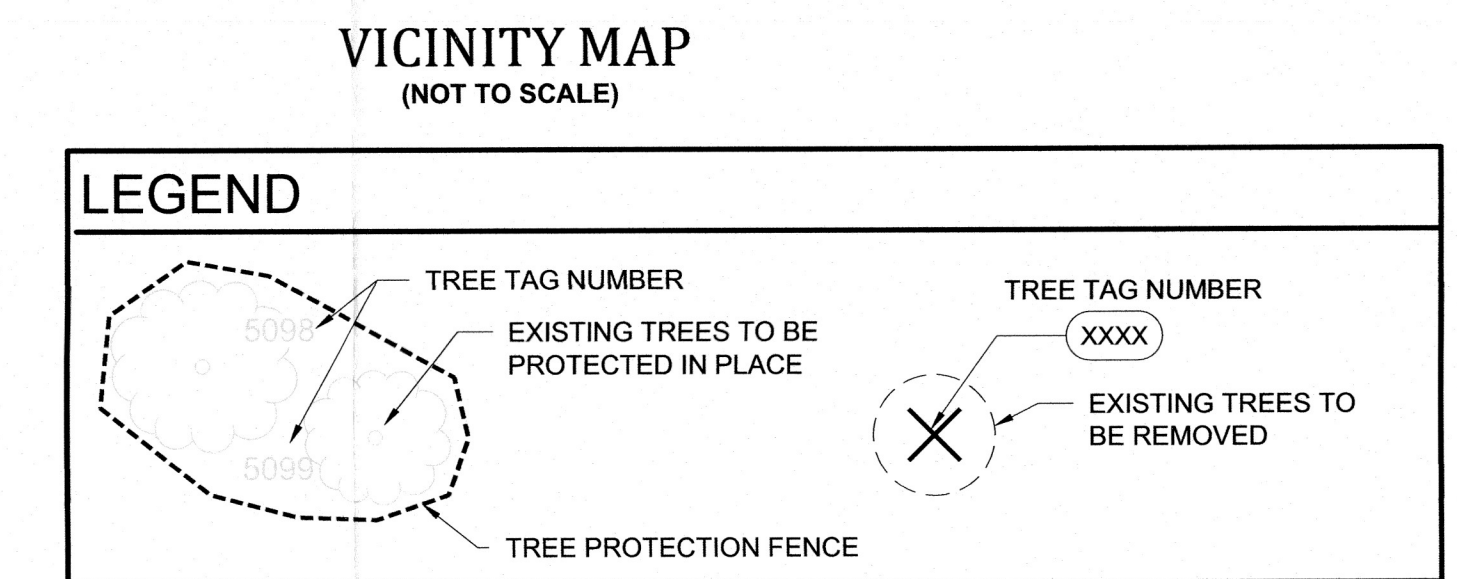 VICINITY MAP
(NOT TO SCALE)
LEGEND
TREE TAG NUMBER
5098
EXISTING TREES TO BE
PROTECTED IN PLACE
5099
TREE PROTECTION FENCE
TREE TAG NUMBER
XXXX
EXISTING TREES TO
BE REMOVED